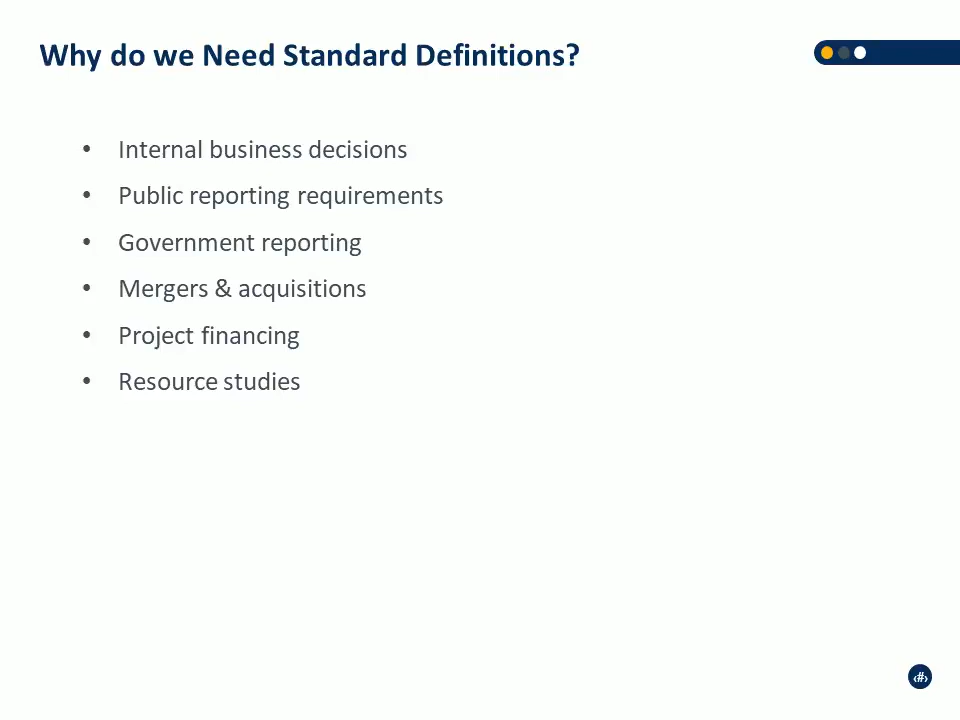 Why do we Need Standard Definitions?
• Internal business decisions
• Public reporting requirements
• Government reporting
• Mergers & acquisitions
• Project financing
• Resource studies
‹#›